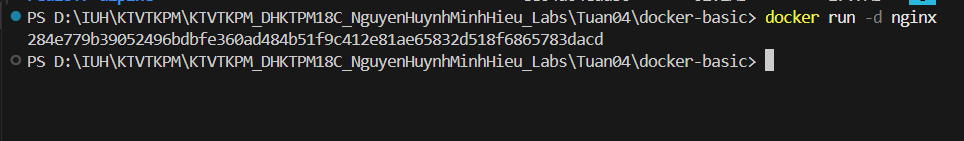 PS D:\IUH\KTVTKPM\KTVTKPM_DHKTPM18C_NguyenHuynhMinhHieu_Labs\Tuan04\docker-basic> docker run -d nginx
284e779b39052496bdbfe360ad484b51f9c412e81ae65832d518f6865783dacd
PS D:\IUH\KTVTKPM\KTVTKPM_DHKTPM18C_NguyenHuynhMinhHieu_Labs\Tuan04\docker-basic>